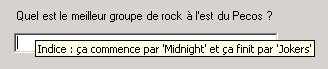 Quel est le meilleur groupe de rock à l'est du Pecos ?
Indice : ça commence par 'Midnight' et ça finit par 'Jokers'